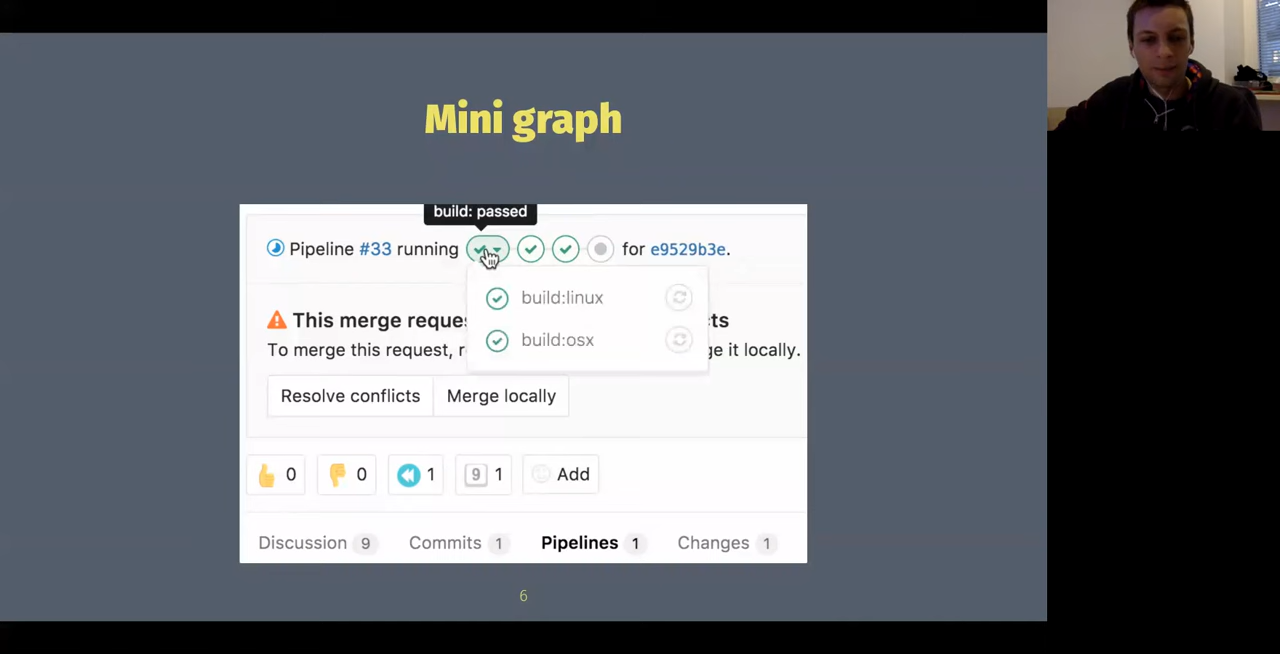 Mini graph
build: passed
Pipeline #33 running for e9529b3e.
build:linux
build:osx
This merge reque cts
To merge this request, ge it locally.
Resolve conflicts Merge locally
0 0 1 9 1 Add
Discussion 9 Commits 1 Pipelines 1 Changes 1
6